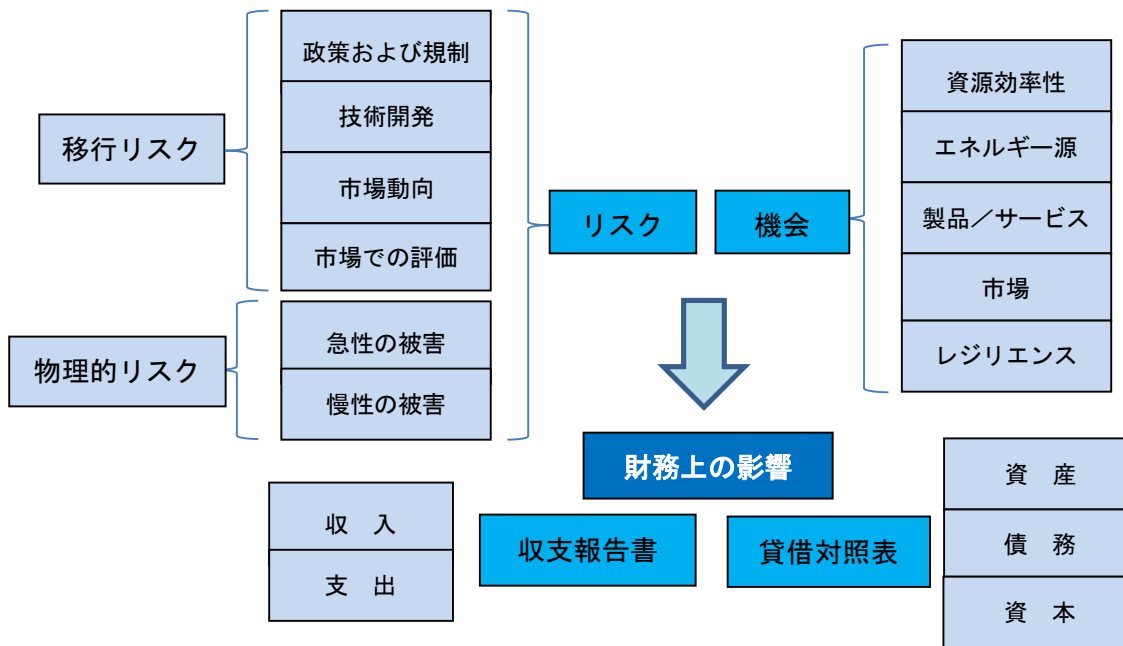 移行リスク
政策および規制
技術開発
市場動向
市場での評価
物理的リスク
急性の被害
慢性の被害
リスク
機会
資源効率性
エネルギー源
製品／サービス
市場
レジリエンス
財務上の影響
収支報告書
貸借対照表
収　入
支　出
資　産
債　務
資　本